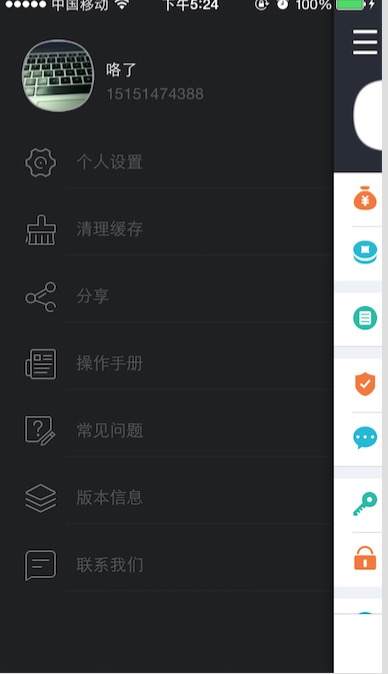 中国移动 下午5:24 100%
咯了
15151474388
个人设置
清理缓存
分享
操作手册
常见问题
版本信息
联系我们